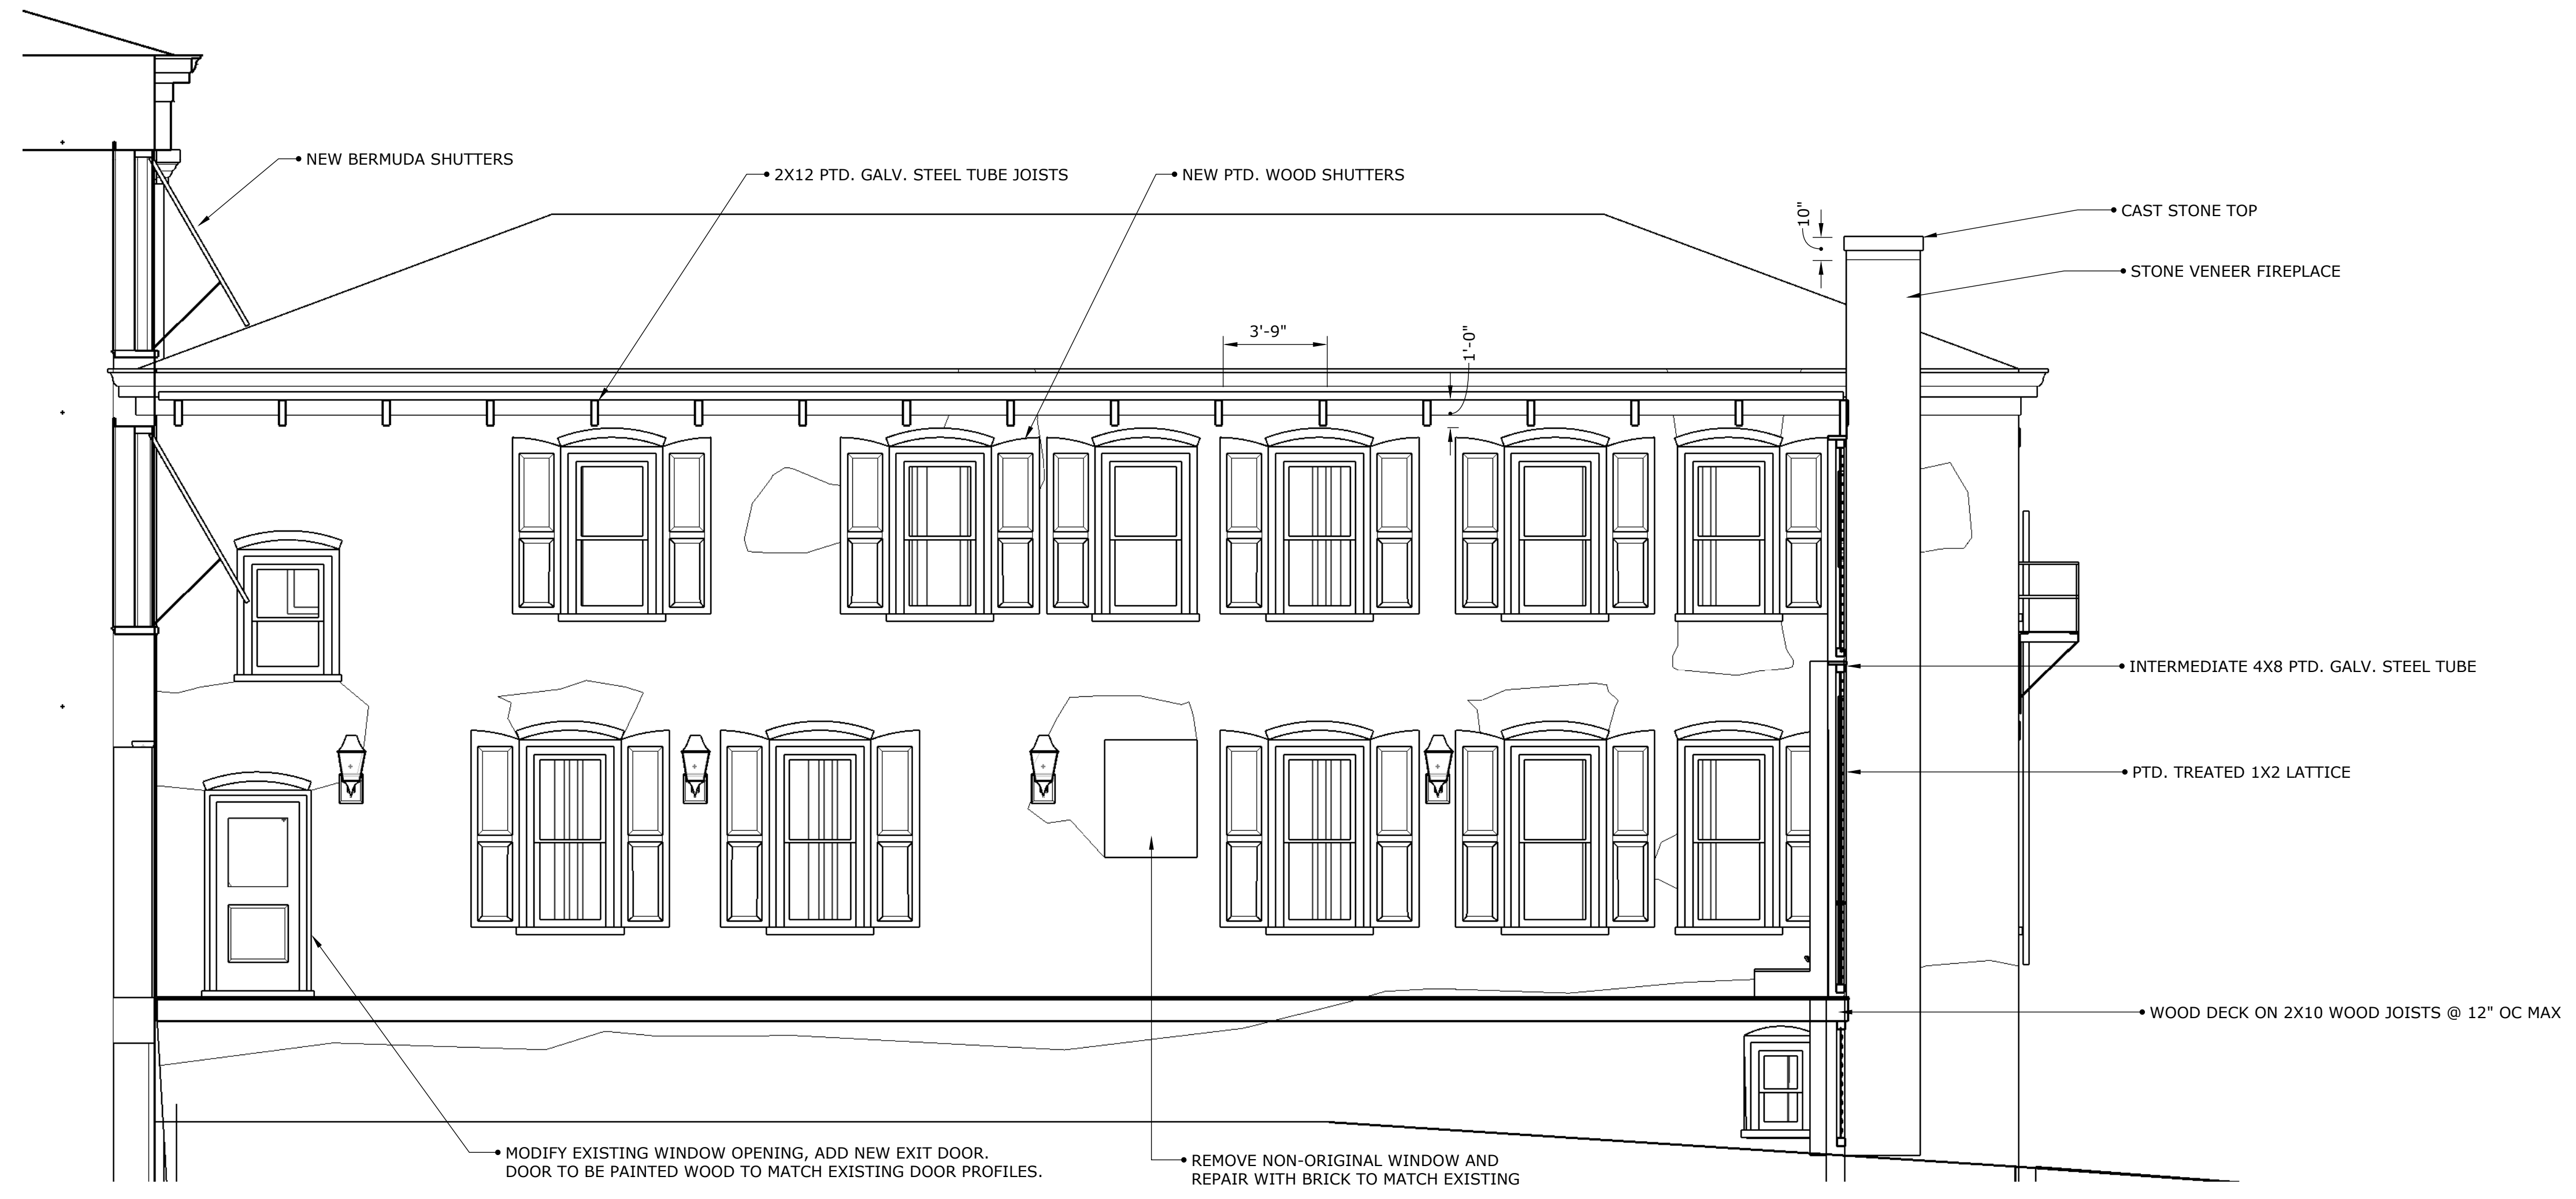 NEW BERMUDA SHUTTERS
2X12 PTD. GALV. STEEL TUBE JOISTS
NEW PTD. WOOD SHUTTERS
10"
CAST STONE TOP
STONE VENEER FIREPLACE
3'-9"
1'-0"
INTERMEDIATE 4X8 PTD. GALV. STEEL TUBE
PTD. TREATED 1X2 LATTICE
WOOD DECK ON 2X10 WOOD JOISTS @ 12" OC MAX
MODIFY EXISTING WINDOW OPENING, ADD NEW EXIT DOOR.
DOOR TO BE PAINTED WOOD TO MATCH EXISTING DOOR PROFILES.
REMOVE NON-ORIGINAL WINDOW AND
REPAIR WITH BRICK TO MATCH EXISTING